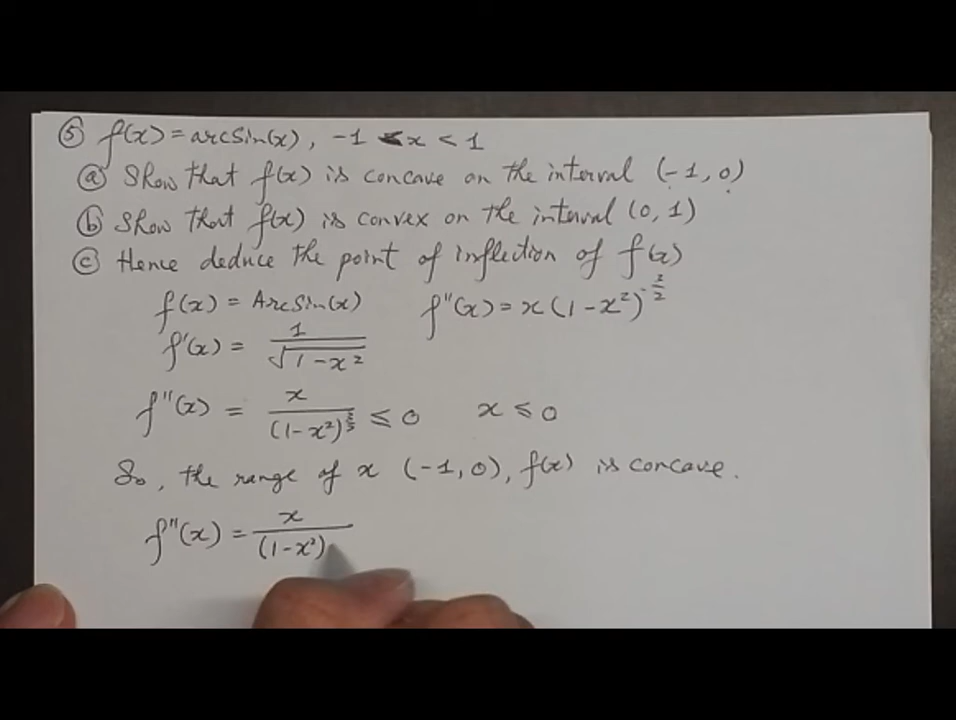 ⑤ f(x) = arcsin(x), -1 < x < 1
ⓐ Show that f(x) is concave on the interval (-1, 0)
ⓑ Show that f(x) is convex on the interval (0, 1)
ⓒ Hence deduce the point of inflection of f(x)
f(x) = ArcSin(x) f''(x) = x(1-x²)^-3/2
f'(x) = 1/√(1-x²)
f''(x) = x/(1-x²)^3/2 ≤ 0 x ≤ 0
So, the range of x (-1, 0), f(x) is concave.
f''(x) = x/(1-x²)